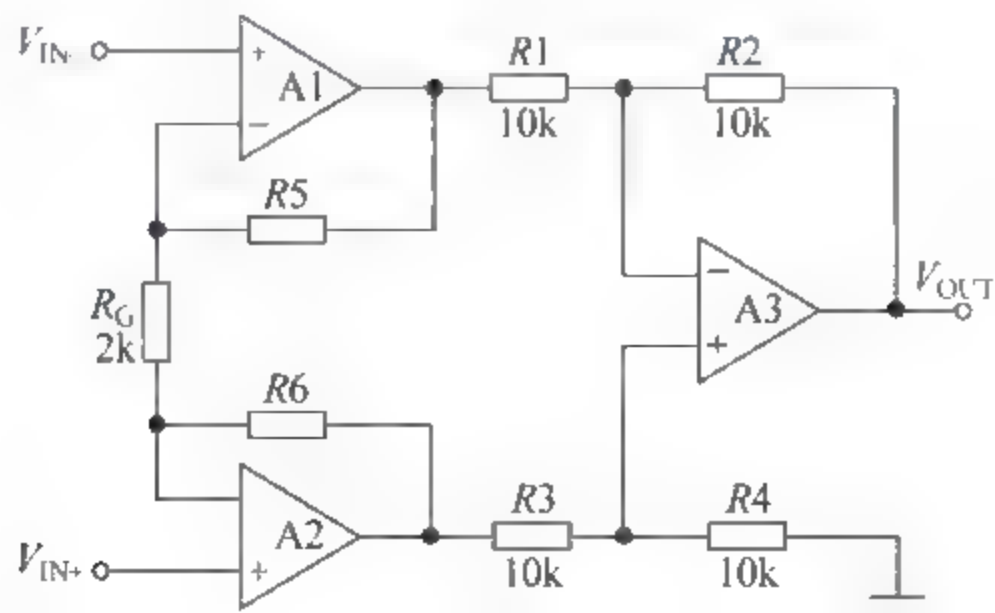 VIN-
+
A1
−
R1
10k
R2
10k
R5
RG
2k
−
A3
+
VOUT
R6
A2
+
VIN+
R3
10k
R4
10k